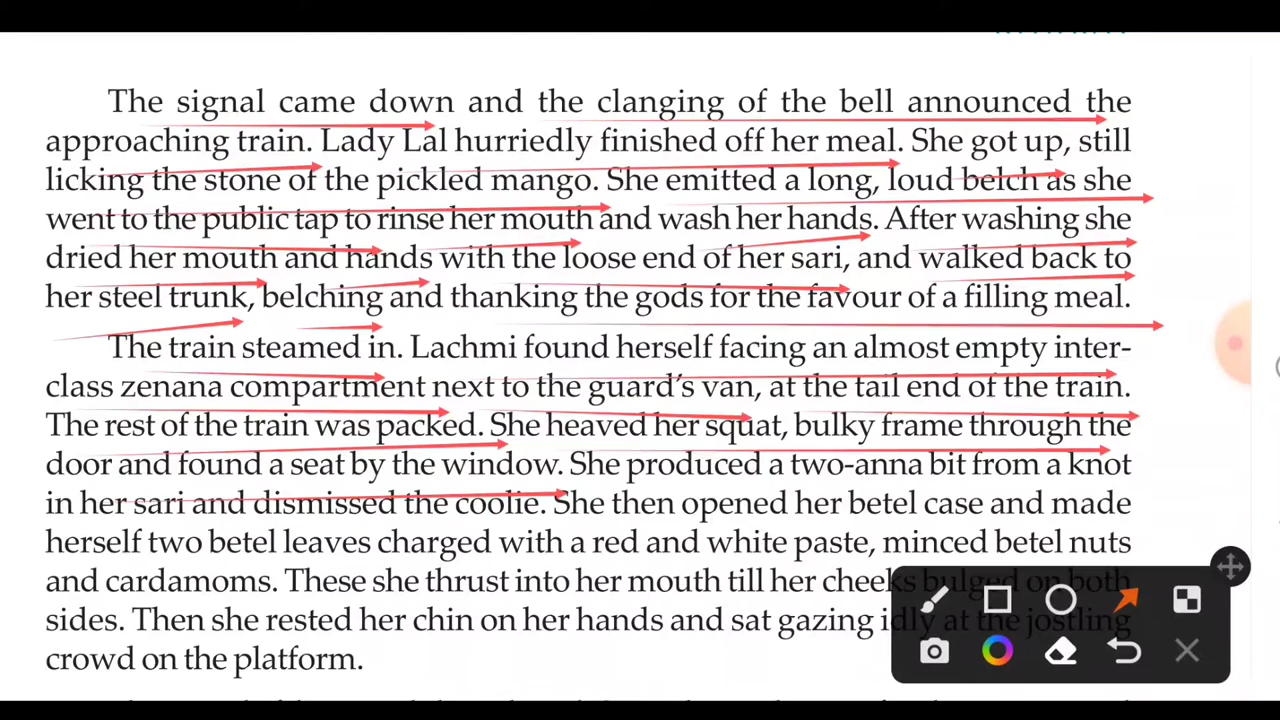 The signal came down and the clanging of the bell announced the
approaching train. Lady Lal hurriedly finished off her meal. She got up, still
licking the stone of the pickled mango. She emitted a long, loud belch as she
went to the public tap to rinse her mouth and wash her hands. After washing she
dried her mouth and hands with the loose end of her sari, and walked back to
her steel trunk, belching and thanking the gods for the favour of a filling meal.
The train steamed in. Lachmi found herself facing an almost empty inter-
class zenana compartment next to the guard's van, at the tail end of the train.
The rest of the train was packed. She heaved her squat, bulky frame through the
door and found a seat by the window. She produced a two-anna bit from a knot
in her sari and dismissed the coolie. She then opened her betel case and made
herself two betel leaves charged with a red and white paste, minced betel nuts
and cardamoms. These she thrust into her mouth till her cheeks bulged on both
sides. Then she rested her chin on her hands and sat gazing idly at the jostling
crowd on the platform.